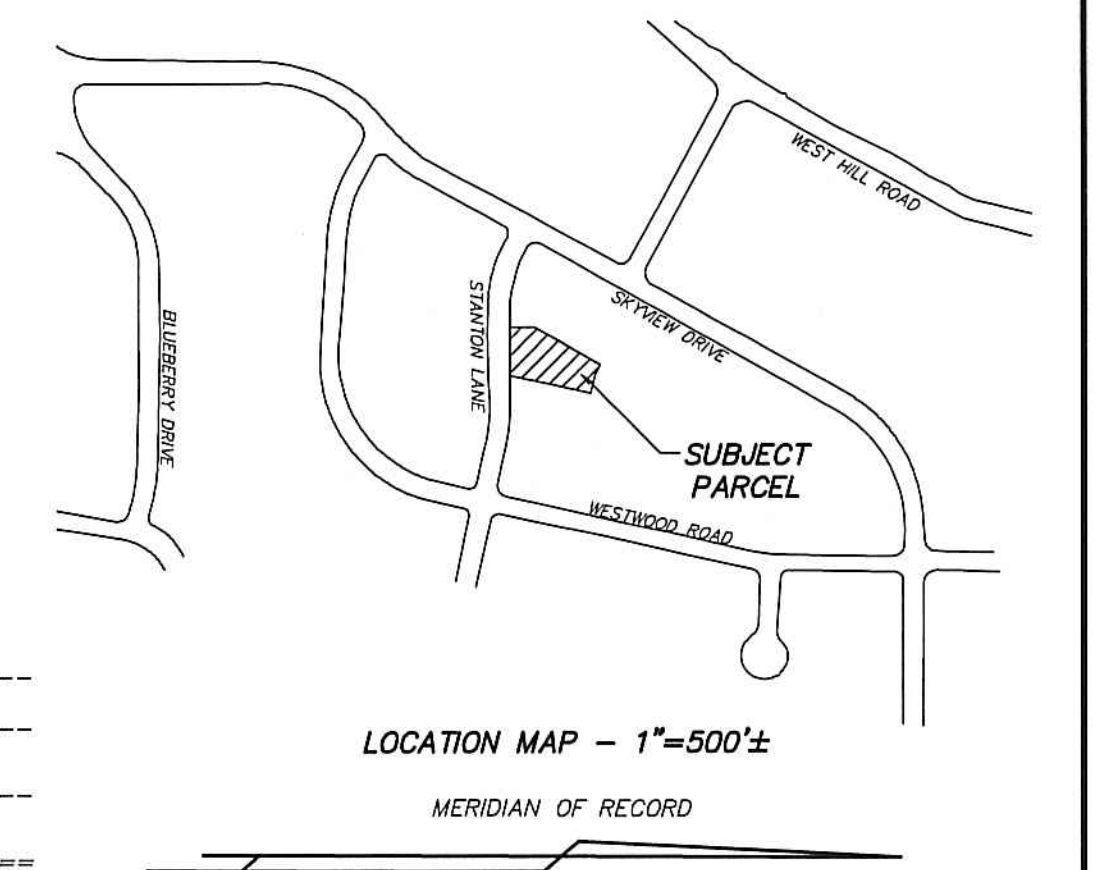 WEST HILL ROAD
STANTON LANE
SKYVIEW DRIVE
BLUEBERRY DRIVE
SUBJECT
PARCEL
WESTWOOD ROAD
LOCATION MAP - 1"=500'±
MERIDIAN OF RECORD